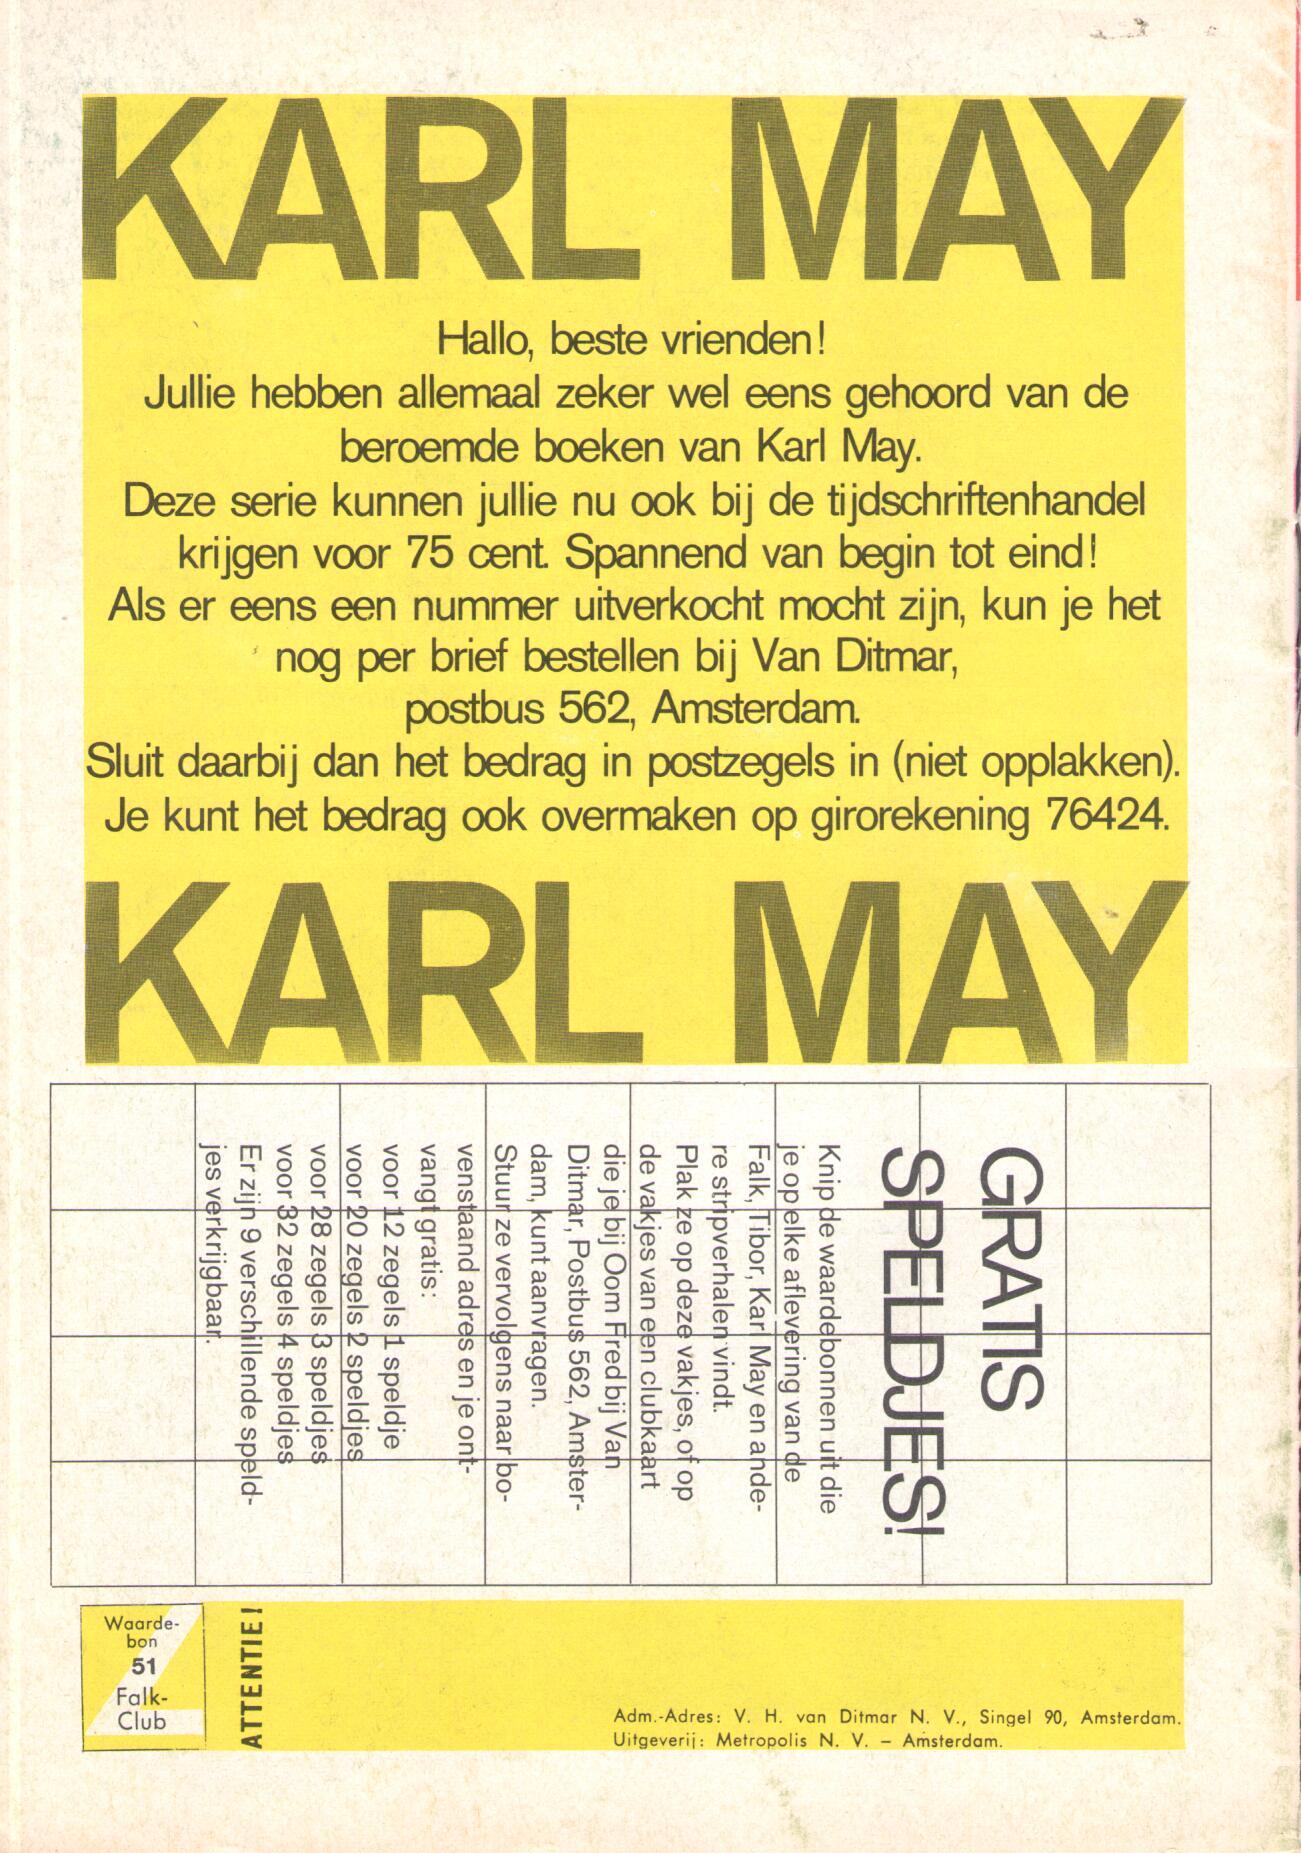 KARL MAY
Hallo, beste vrienden!
Jullie hebben allemaal zeker wel eens gehoord van de
beroemde boeken van Karl May.
Deze serie kunnen jullie nu ook bij de tijdschriftenhandel
krijgen voor 75 cent. Spannend van begin tot eind!
Als er eens een nummer uitverkocht mocht zijn, kun je het
nog per brief bestellen bij Van Ditmar,
postbus 562, Amsterdam.
Sluit daarbij dan het bedrag in postzegels in (niet opplakken).
Je kunt het bedrag ook overmaken op girorekening 76424.
KARL MAY
GRATIS
SPELDJES!
Knip de waardebonnen uit die
je op elke aflevering van de
Falk, Tibor, Karl May en ande-
re stripverhalen vindt.
Plak ze op deze vakjes, of op
de vakjes van een clubkaart
die je bij Oom Fred bij Van
Ditmar, Postbus 562, Amster-
dam, kunt aanvragen.
Stuur ze vervolgens naar bo-
venstaand adres en je ont-
vangt gratis:
voor 12 zegels 1 speldje
voor 20 zegels 2 speldjes
voor 28 zegels 3 speldjes
voor 32 zegels 4 speldjes
Er zijn 9 verschillende speld-
jes verkrijgbaar.
Waarde-
bon
51
Falk-
Club
ATTENTIE!
Adm.-Adres: V. H. van Ditmar N. V., Singel 90, Amsterdam.
Uitgeverij: Metropolis N. V. – Amsterdam.